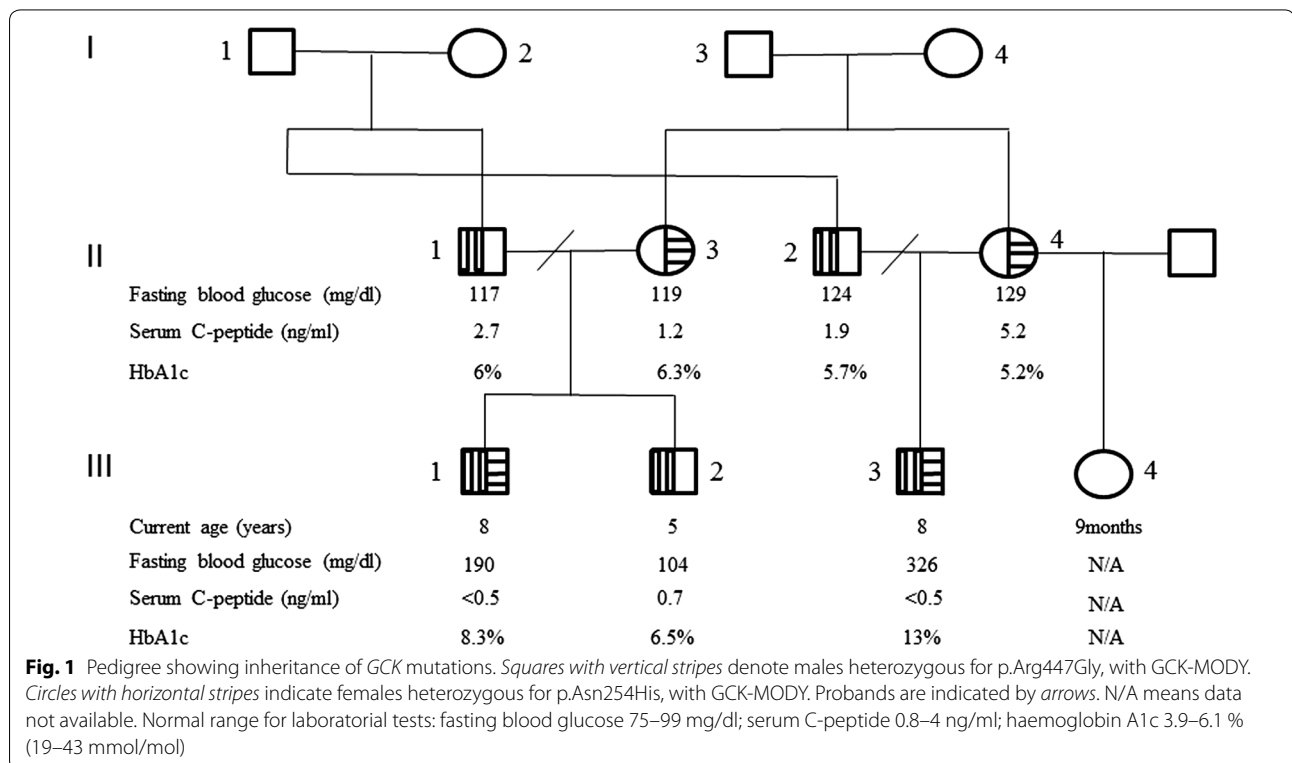 I 1 2 3 4
II 1 3 2 4
Fasting blood glucose (mg/dl) 117 119 124 129
Serum C-peptide (ng/ml) 2.7 1.2 1.9 5.2
HbA1c 6% 6.3% 5.7% 5.2%
III 1 2 3 4
Current age (years) 8 5 8 9months
Fasting blood glucose (mg/dl) 190 104 326 N/A
Serum C-peptide (ng/ml) <0.5 0.7 <0.5 N/A
HbA1c 8.3% 6.5% 13% N/A
Fig. 1 Pedigree showing inheritance of GCK mutations. Squares with vertical stripes denote males heterozygous for p.Arg447Gly, with GCK-MODY.
Circles with horizontal stripes indicate females heterozygous for p.Asn254His, with GCK-MODY. Probands are indicated by arrows. N/A means data
not available. Normal range for laboratorial tests: fasting blood glucose 75–99 mg/dl; serum C-peptide 0.8–4 ng/ml; haemoglobin A1c 3.9–6.1 %
(19–43 mmol/mol)